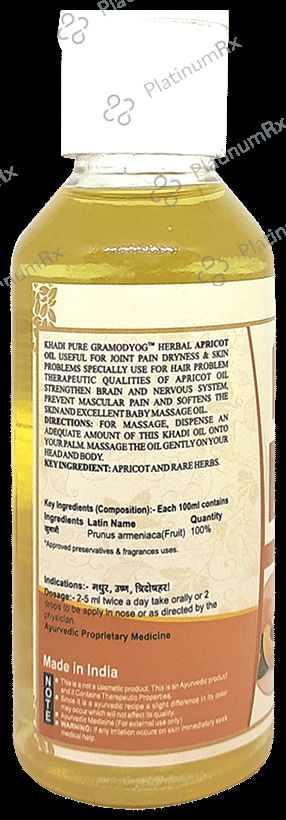 KHADI PURE GRAMODYOG™ HERBAL APRICOT
OIL USEFUL FOR JOINT PAIN DRYNESS & SKIN
PROBLEMS SPECIALLY USE FOR HAIR PROBLEM
THERAPEUTIC QUALITIES OF APRICOT OIL
STRENGTHEN BRAIN AND NERVOUS SYSTEM,
PREVENT MASCULAR PAIN AND SOFTENS THE
SKIN AND EXCELLENT BABY MASSAGE OIL.
DIRECTIONS: FOR MASSAGE, DISPENSE AN
ADEQUATE AMOUNT OF THIS KHADI OIL ONTO
YOUR PALM. MASSAGE THE OIL GENTLY ON YOUR
HEAD AND BODY.
KEY INGREDIENT: APRICOT AND RARE HERBS.
Key Ingredients (Composition):- Each 100ml contains
Ingredients Latin Name Quantity
खुबानी Prunus armeniaca(Fruit) 100%
*Approved preservatives & fragrances uses.
Indications:- मधुर, उष्ण, त्रिदोषहर!
Dosage:- 2-5 ml twice a day take orally or 2
drops to be apply in nose or as directed by the
physician.
Ayurvedic Proprietary Medicine
Made in India
NOTE
• This is a not a cosmetic product. This is an Ayurvedic product
and it Contains Therapeutic Properties.
• Since it is a ayurvedic recipe a slight difference in its color
may occur which will not affect its quality.
• Ayurvedic Medicine (For external use only)
• WARNING: If any irritation occurs on skin immediately seek
medical help.
PlatinumRx
PlatinumRx
PlatinumRx
PlatinumRx
PlatinumRx